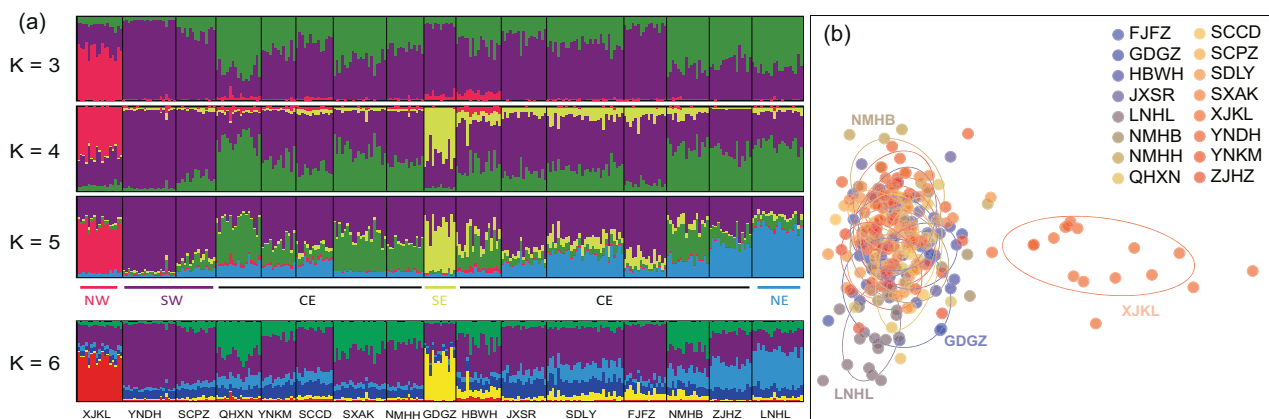 (a)
K = 3
K = 4
K = 5
NW SW CE SE CE NE
K = 6
XJKL YNDH SCPZ QHXN YNKM SCCD SXAK NMHH GDGZ HBWH JXSR SDLY FJFZ NMHB ZJHZ LNHL
(b)
FJFZ SCCD
GDGZ SCPZ
HBWH SDLY
JXSR SXAK
LNHL XJKL
NMHB YNDH
NMHH YNKM
QHXN ZJHZ
NMHB
XJKL
GDGZ
LNHL